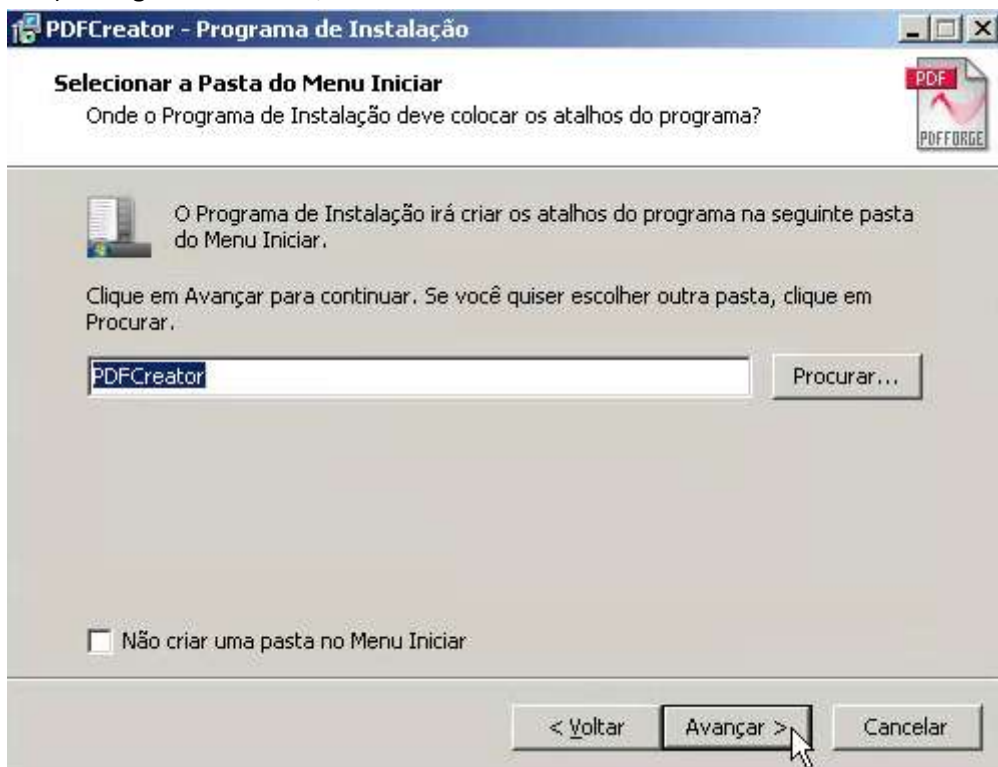 PDFCreator - Programa de Instalação
Selecionar a Pasta do Menu Iniciar
Onde o Programa de Instalação deve colocar os atalhos do programa?
PDF
PDFFORGE
O Programa de Instalação irá criar os atalhos do programa na seguinte pasta
do Menu Iniciar.
Clique em Avançar para continuar. Se você quiser escolher outra pasta, clique em
Procurar.
PDFCreator
Procurar...
Não criar uma pasta no Menu Iniciar
< Voltar
Avançar >
Cancelar